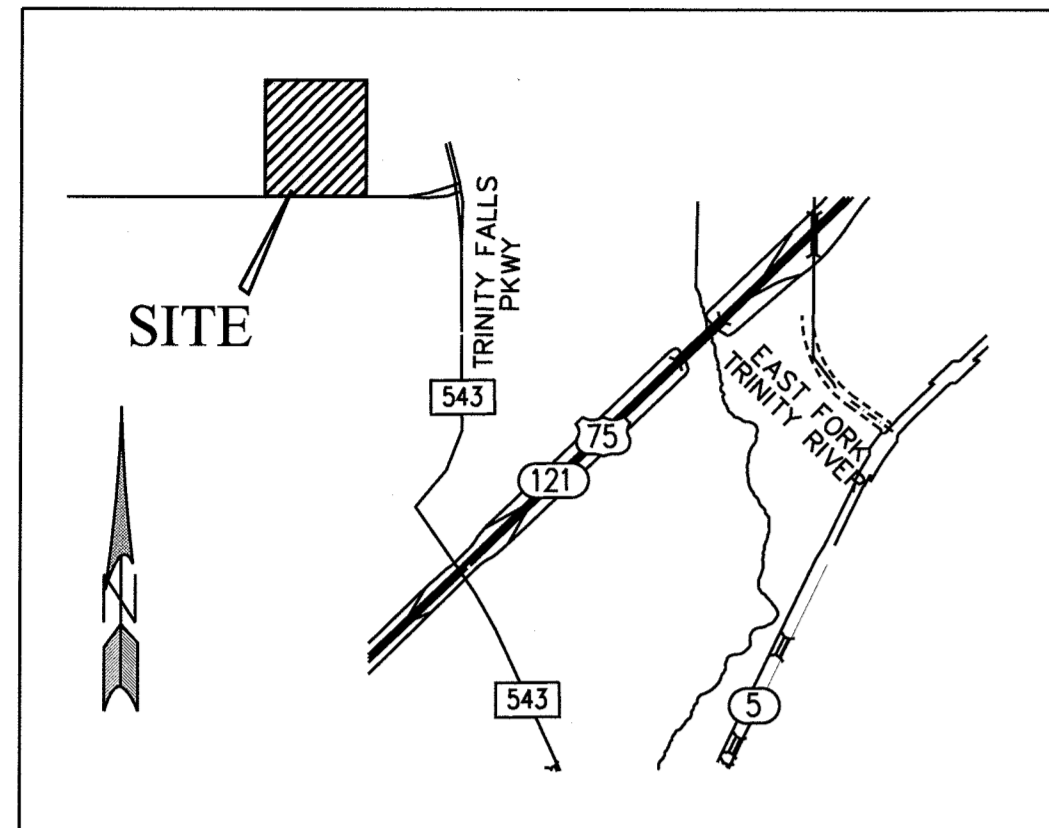 SITE
TRINITY FALLS
PKWY
543
75
121
EAST FORK
TRINITY RIVER
543
5
N